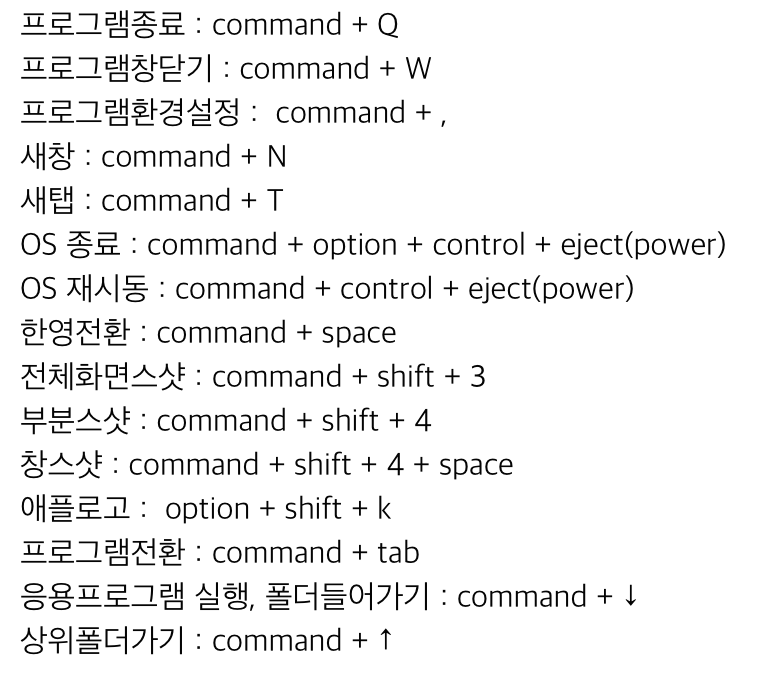 프로그램종료 : command + Q
프로그램창닫기 : command + W
프로그램환경설정 :  command + ,
새창 : command + N
새탭 : command + T
OS 종료 : command + option + control + eject(power)
OS 재시동 : command + control + eject(power)
한영전환 : command + space
전체화면스샷 : command + shift + 3
부분스샷 : command + shift + 4
창스샷 : command + shift + 4 + space
애플로고 :  option + shift + k
프로그램전환 : command + tab
응용프로그램 실행, 폴더들어가기 : command + ↓
상위폴더가기 : command + ↑